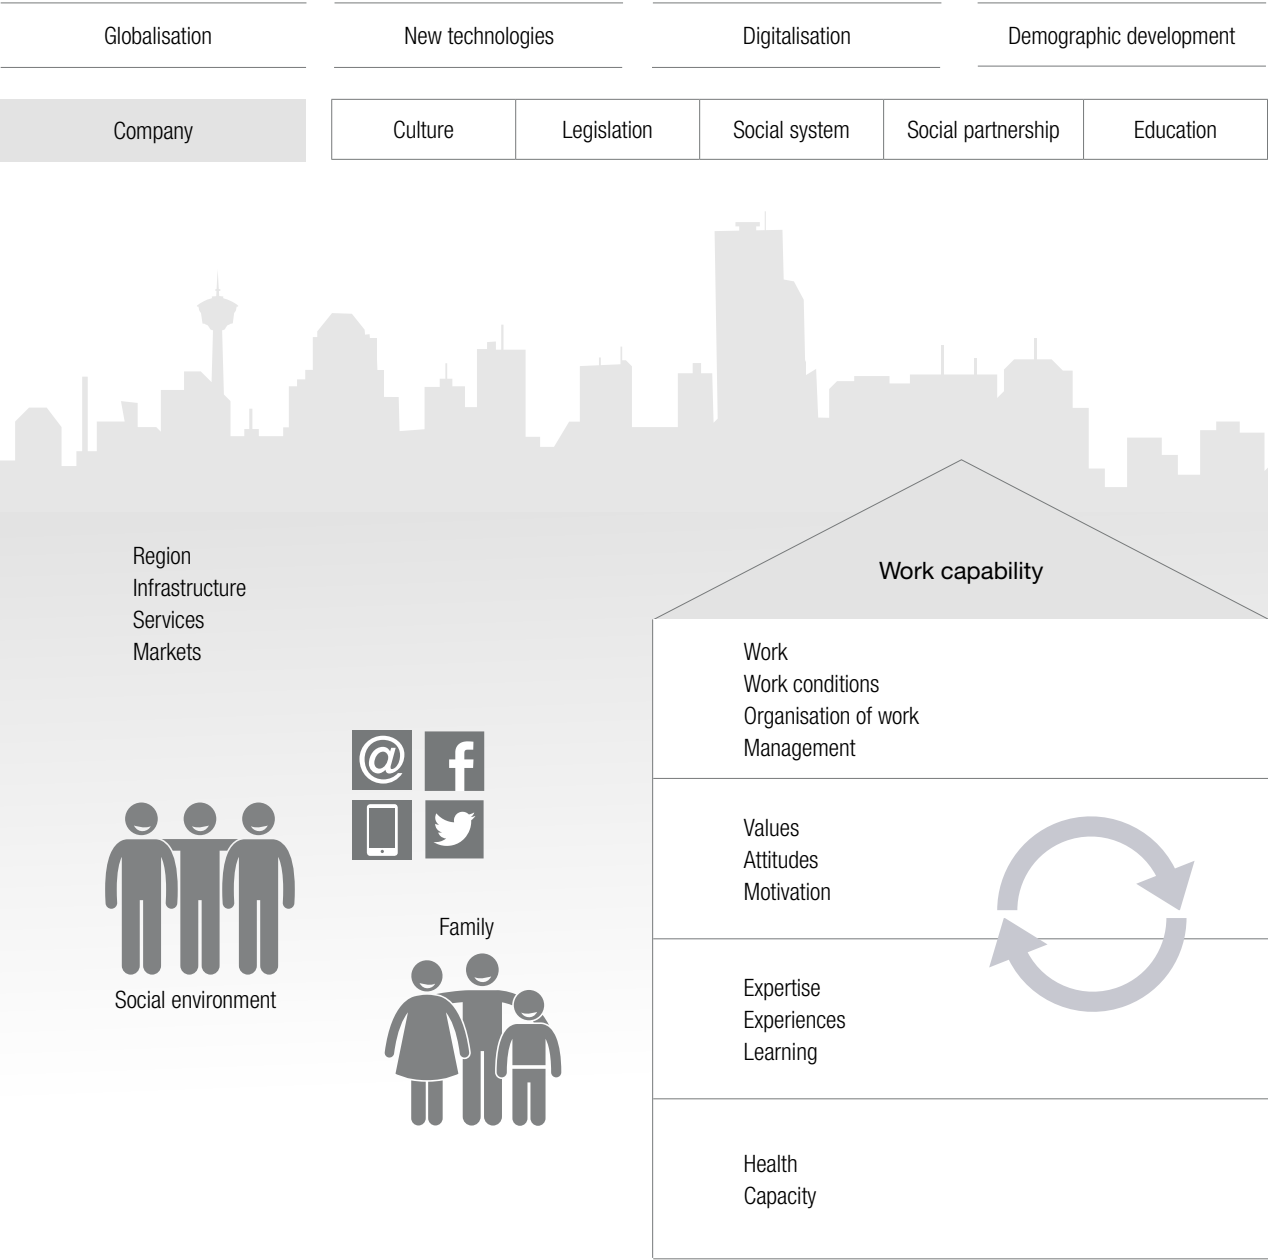 Globalisation
New technologies
Digitalisation
Demographic development
Company
Culture
Legislation
Social system
Social partnership
Education
Region
Infrastructure
Services
Markets
Work capability
Work
Work conditions
Organisation of work
Management
@
f
Values
Attitudes
Motivation
Family
Social environment
Expertise
Experiences
Learning
Health
Capacity